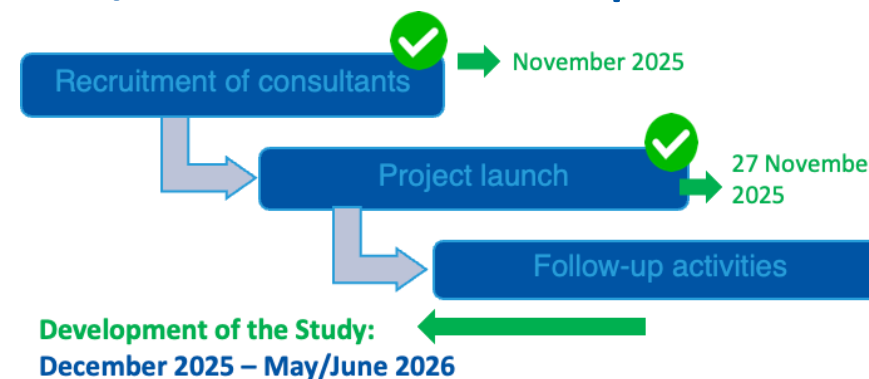 Recruitment of consultants
November 2025
Project launch
27 Novembe
2025
Follow-up activities
Development of the Study:
December 2025 – May/June 2026